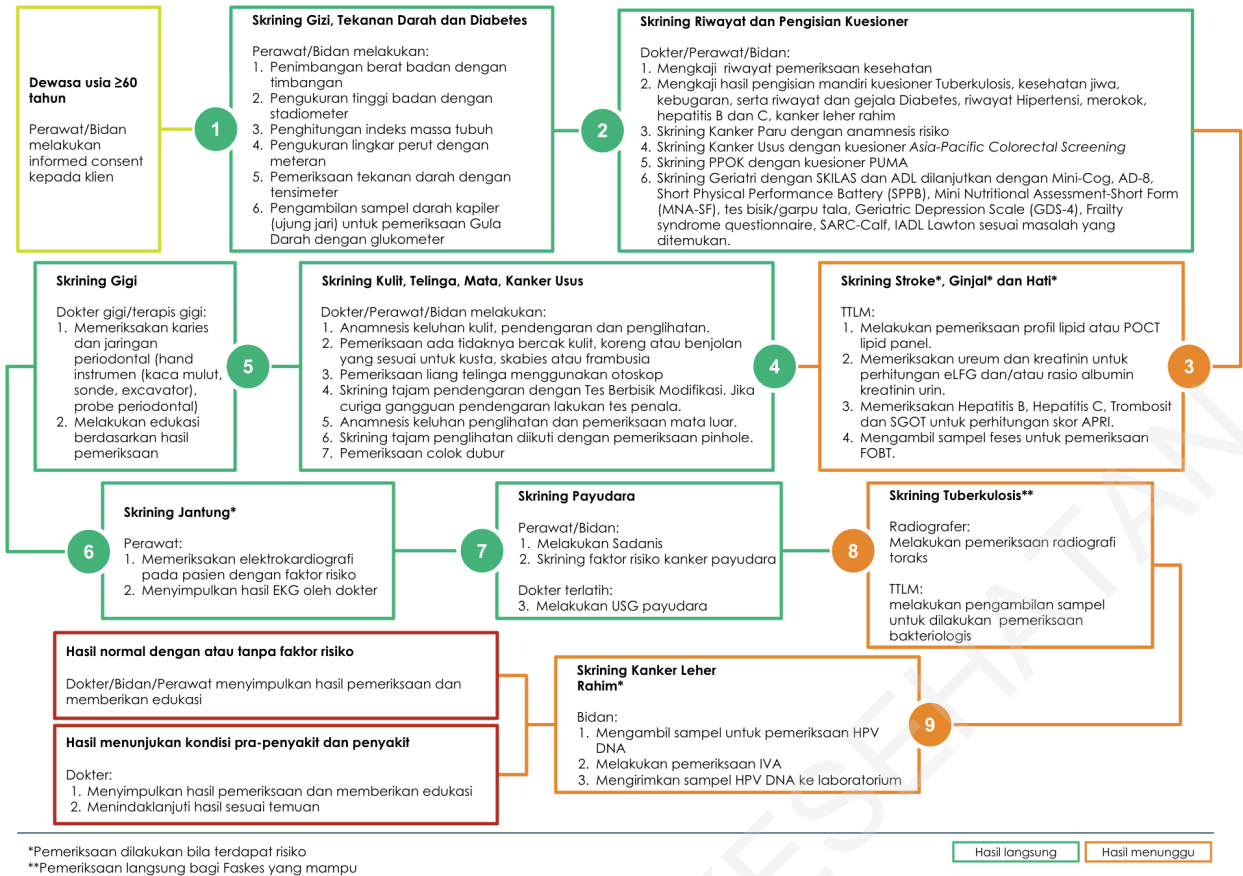 Dewasa usia ≥60
tahun
Perawat/Bidan
melakukan
informed consent
kepada klien
1
Skrining Gizi, Tekanan Darah dan Diabetes
Perawat/Bidan melakukan:
1. Penimbangan berat badan dengan
timbangan
2. Pengukuran tinggi badan dengan
stadiometer
3. Penghitungan indeks massa tubuh
4. Pengukuran lingkar perut dengan
meteran
5. Pemeriksaan tekanan darah dengan
tensimeter
6. Pengambilan sampel darah kapiler
(ujung jari) untuk pemeriksaan Gula
Darah dengan glukometer
2
Skrining Riwayat dan Pengisian Kuesioner
Dokter/Perawat/Bidan:
1. Mengkaji riwayat pemeriksaan kesehatan
2. Mengkaji hasil pengisian mandiri kuesioner Tuberkulosis, kesehatan jiwa,
kebugaran, serta riwayat dan gejala Diabetes, riwayat Hipertensi, merokok,
hepatitis B dan C, kanker leher rahim
3. Skrining Kanker Paru dengan anamnesis risiko
4. Skrining Kanker Usus dengan kuesioner Asia-Pacific Colorectal Screening
5. Skrining PPOK dengan kuesioner PUMA
6. Skrining Geriatri dengan SKILAS dan ADL dilanjutkan dengan Mini-Cog, AD-8,
Short Physical Performance Battery (SPPB), Mini Nutritional Assessment-Short Form
(MNA-SF), tes bisik/garpu tala, Geriatric Depression Scale (GDS-4), Frailty
syndrome questionnaire, SARC-Calf, IADL Lawton sesuai masalah yang
ditemukan.
3
Skrining Stroke*, Ginjal* dan Hati*
TTLM:
1. Melakukan pemeriksaan profil lipid atau POCT
lipid panel.
2. Memeriksakan ureum dan kreatinin untuk
perhitungan eLFG dan/atau rasio albumin
kreatinin urin.
3. Memeriksakan Hepatitis B, Hepatitis C, Trombosit
dan SGOT untuk perhitungan skor APRI.
4. Mengambil sampel feses untuk pemeriksaan
FOBT.
4
Skrining Kulit, Telinga, Mata, Kanker Usus
Dokter/Perawat/Bidan melakukan:
1. Anamnesis keluhan kulit, pendengaran dan penglihatan.
2. Pemeriksaan ada tidaknya bercak kulit, koreng atau benjolan
yang sesuai untuk kusta, skabies atau frambusia
3. Pemeriksaan liang telinga menggunakan otoskop
4. Skrining tajam pendengaran dengan Tes Berbisik Modifikasi. Jika
curiga gangguan pendengaran lakukan tes penala.
5. Anamnesis keluhan penglihatan dan pemeriksaan mata luar.
6. Skrining tajam penglihatan diikuti dengan pemeriksaan pinhole.
7. Pemeriksaan colok dubur
5
Skrining Gigi
Dokter gigi/terapis gigi:
1. Memeriksakan karies
dan jaringan
periodontal (hand
instrumen (kaca mulut,
sonde, excavator),
probe periodontal)
2. Melakukan edukasi
berdasarkan hasil
pemeriksaan
6
Skrining Jantung*
Perawat:
1. Memeriksakan elektrokardiografi
pada pasien dengan faktor risiko
2. Menyimpulkan hasil EKG oleh dokter
7
Skrining Payudara
Perawat/Bidan:
1. Melakukan Sadanis
2. Skrining faktor risiko kanker payudara
Dokter terlatih:
3. Melakukan USG payudara
8
Skrining Tuberkulosis**
Radiografer:
Melakukan pemeriksaan radiografi
toraks
TTLM:
melakukan pengambilan sampel
untuk dilakukan pemeriksaan
bakteriologis
9
Skrining Kanker Leher
Rahim*
Bidan:
1. Mengambil sampel untuk pemeriksaan HPV
DNA
2. Melakukan pemeriksaan IVA
3. Mengirimkan sampel HPV DNA ke laboratorium
Hasil normal dengan atau tanpa faktor risiko
Dokter/Bidan/Perawat menyimpulkan hasil pemeriksaan dan
memberikan edukasi
Hasil menunjukan kondisi pra-penyakit dan penyakit
Dokter:
1. Menyimpulkan hasil pemeriksaan dan memberikan edukasi
2. Menindaklanjuti hasil sesuai temuan
*Pemeriksaan dilakukan bila terdapat risiko
**Pemeriksaan langsung bagi Faskes yang mampu
Hasil langsung
Hasil menunggu
KESEHATAN